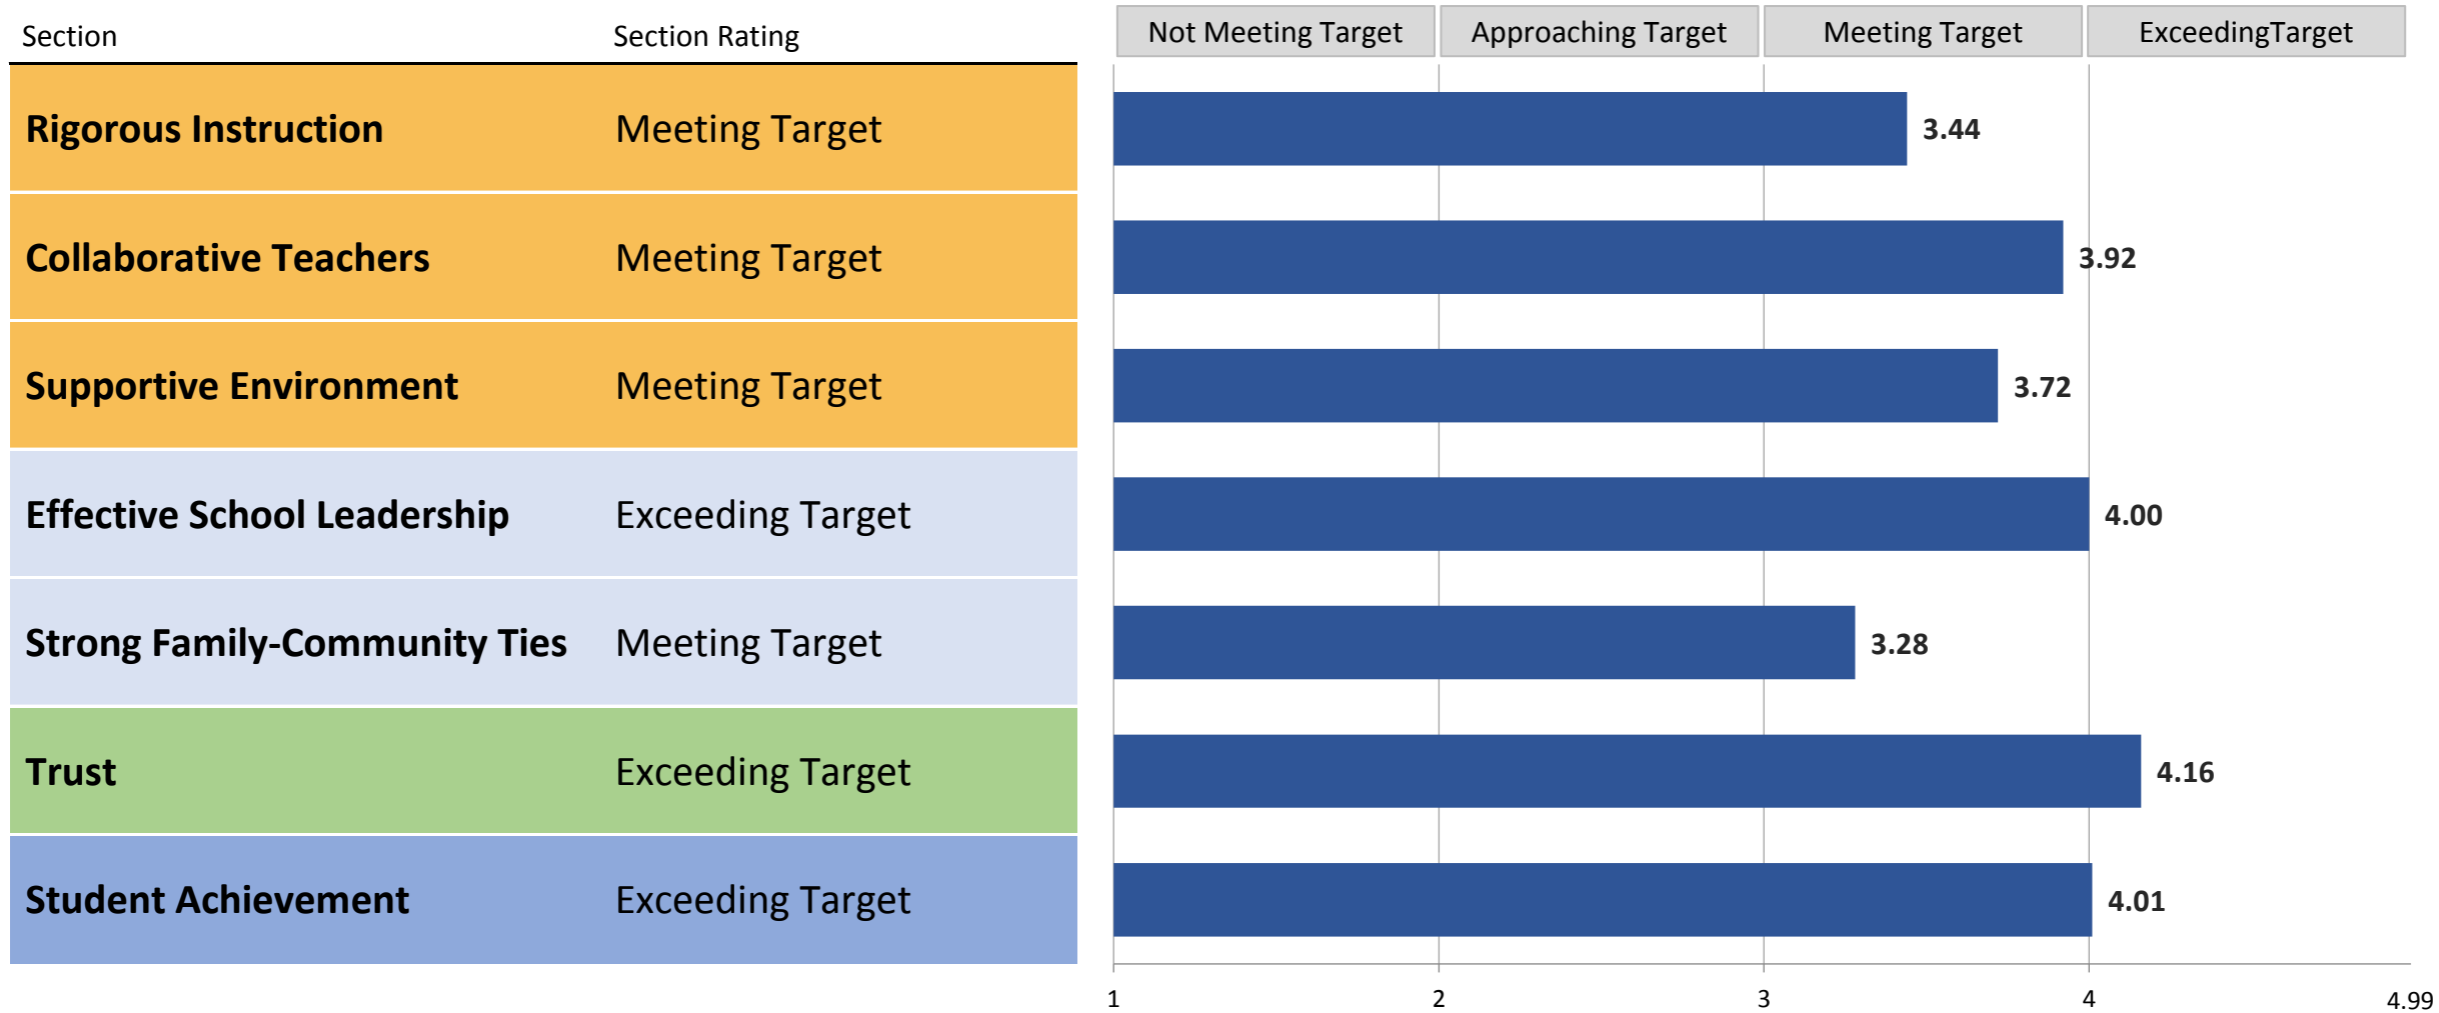 Section Section Rating Not Meeting Target Approaching Target Meeting Target ExceedingTarget
Rigorous Instruction Meeting Target 3.44
Collaborative Teachers Meeting Target 3.92
Supportive Environment Meeting Target 3.72
Effective School Leadership Exceeding Target 4.00
Strong Family-Community Ties Meeting Target 3.28
Trust Exceeding Target 4.16
Student Achievement Exceeding Target 4.01
1 2 3 4 4.99